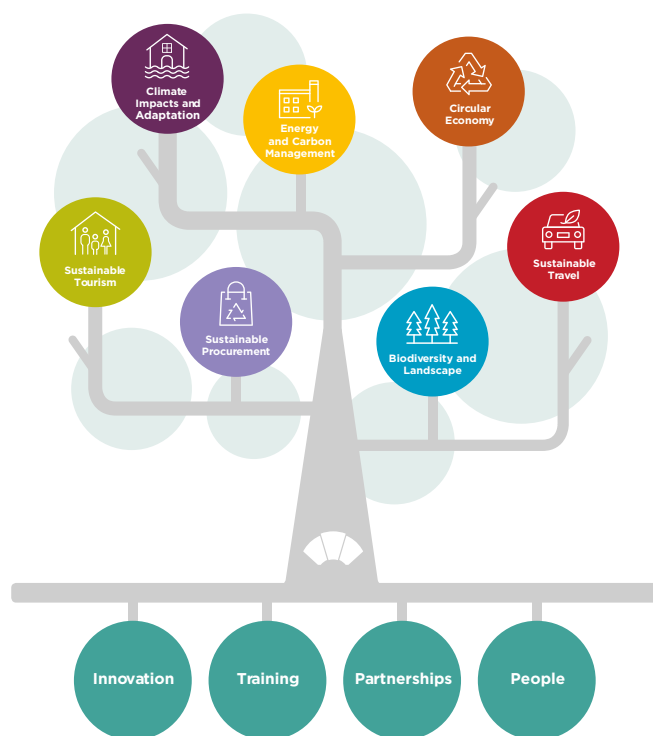 Climate
Impacts and
Adaptation
Energy
and Carbon
Management
Circular
Economy
Sustainable
Tourism
Sustainable
Travel
Sustainable
Procurement
Biodiversity and
Landscape
Innovation
Training
Partnerships
People